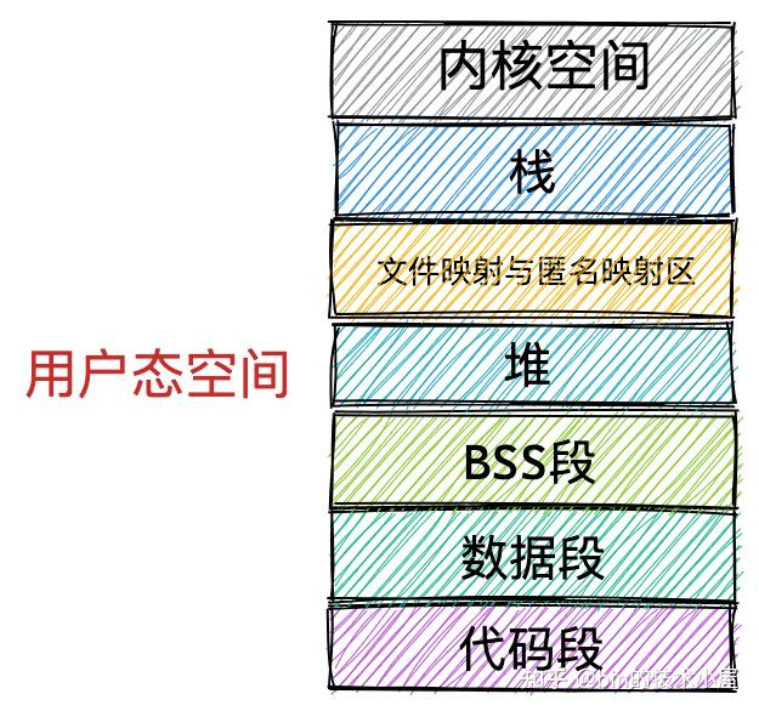 内核空间
栈
文件映射与匿名映射区
堆
用户态空间
BSS段
数据段
代码段
知乎 @bin的技术小屋